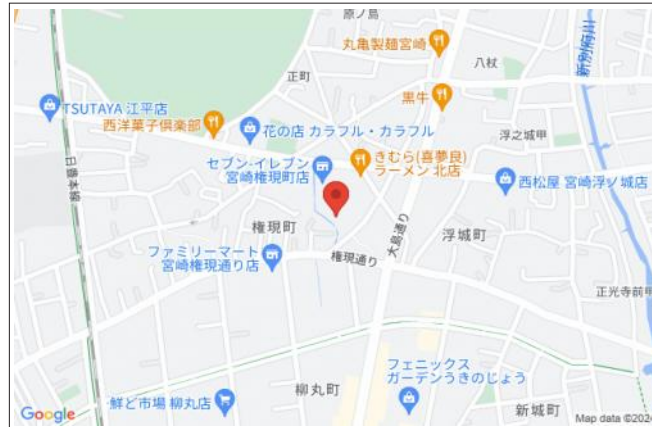 原ノ島
丸亀製麺宮崎
八杖
新別府川
正町
黒牛
TSUTAYA 江平店
西洋菓子倶楽部
花の店 カラフル・カラフル
浮之城甲
セブン-イレブン
宮崎権現町店
きむら(喜夢良)
ラーメン 北店
西松屋 宮崎浮ノ城店
日豊本線
権現町
大島通り
浮城町
ファミリーマート
宮崎権現通り店
権現通り
正光寺前甲
フェニックス
ガーデンうきのじょう
柳丸町
鮮ど市場 柳丸店
新城町
Google
Map data ©2024